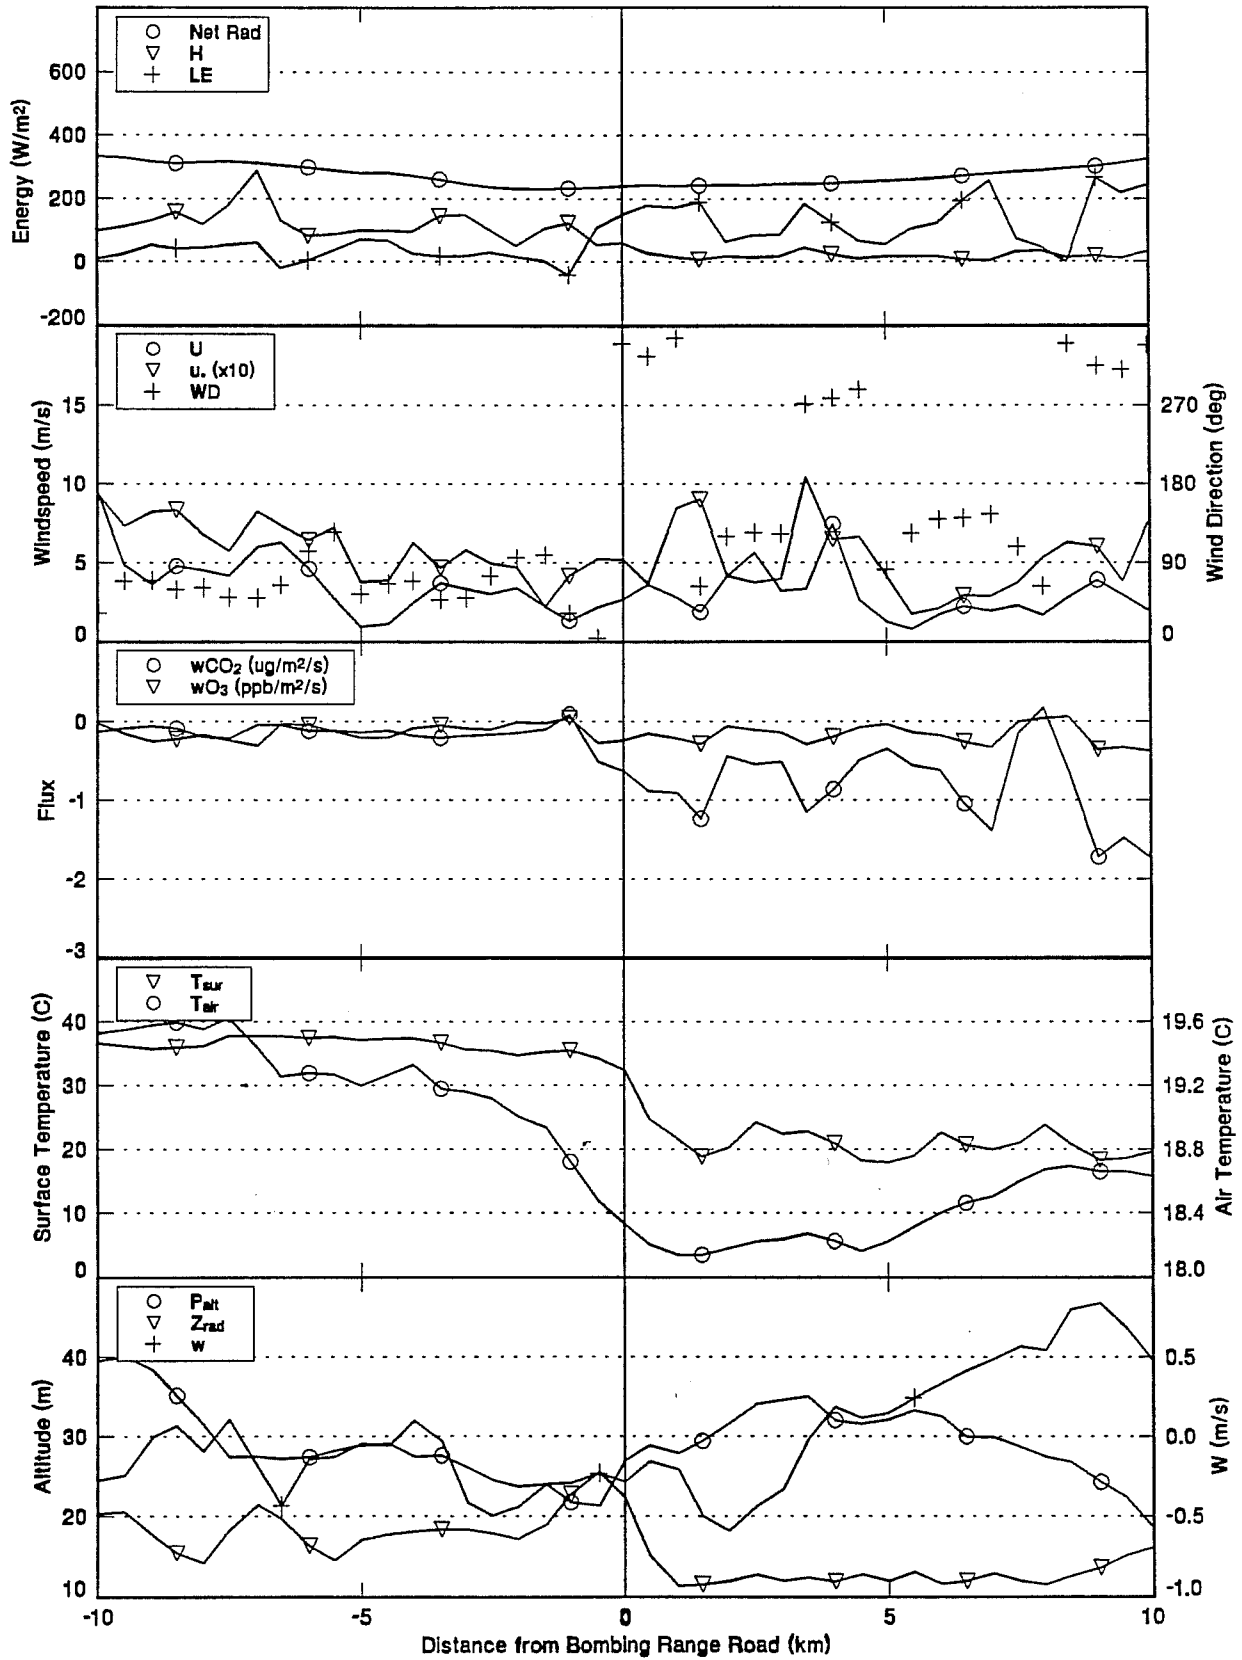 Net Rad
H
LE
600
400
200
0
-200
Energy (W/m²)
U
u. (x10)
WD
15
10
5
0
Windspeed (m/s)
270
180
90
0
Wind Direction (deg)
wCO₂ (ug/m²/s)
wO₃ (ppb/m²/s)
0
-1
-2
-3
Flux
Tsur
Tair
40
30
20
10
0
Surface Temperature (C)
19.6
19.2
18.8
18.4
18.0
Air Temperature (C)
Palt
Zrad
w
40
30
20
10
Altitude (m)
0.5
0.0
-0.5
-1.0
W (m/s)
-10
-5
0
5
10
Distance from Bombing Range Road (km)